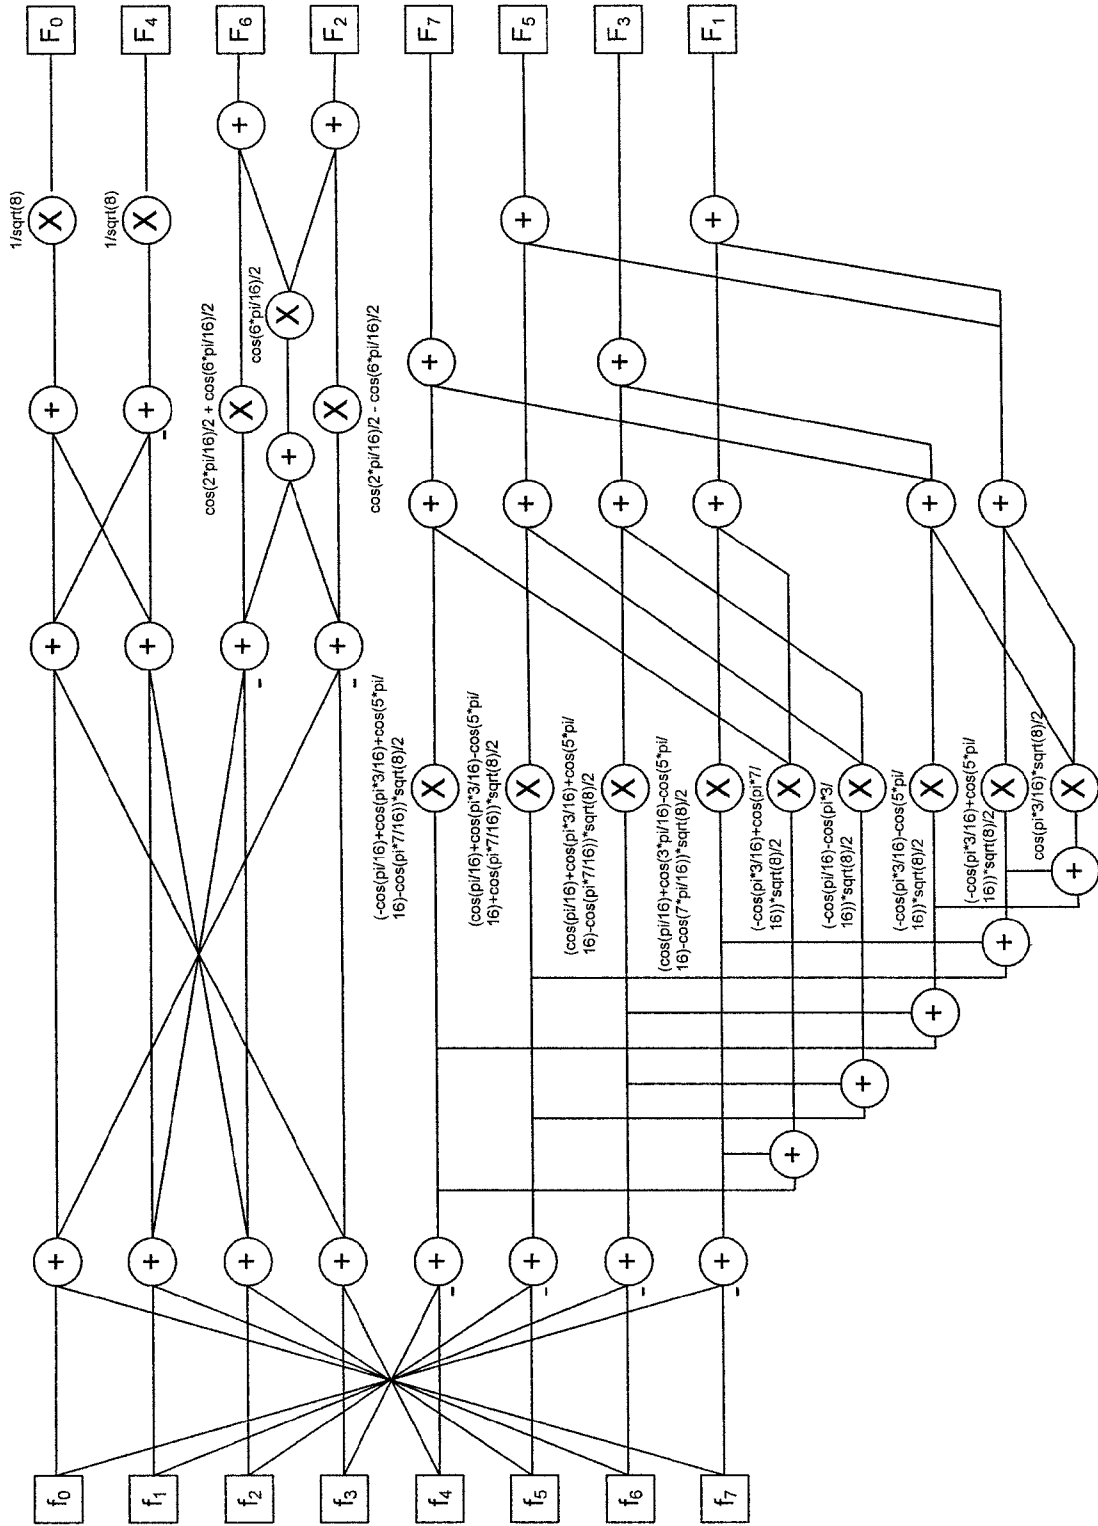 F0
F4
F6
F2
F7
F5
F3
F1
1/sqrt(8)
1/sqrt(8)
cos(2*pi/16)/2 + cos(6*pi/16)/2
cos(6*pi/16)/2
cos(2*pi/16)/2 - cos(6*pi/16)/2
(-cos(pi/16)+cos(pi*3/16)+cos(5*pi/
16)-cos(pi*7/16))*sqrt(8)/2
(cos(pi/16)+cos(pi*3/16)-cos(5*pi/
16)+cos(pi*7/16))*sqrt(8)/2
(cos(pi/16)+cos(pi*3/16)+cos(5*pi/
16)-cos(pi*7/16))*sqrt(8)/2
(cos(pi/16)+cos(3*pi/16)-cos(5*pi/
16)-cos(7*pi/16))*sqrt(8)/2
(-cos(pi*3/16)+cos(pi*7/
16))*sqrt(8)/2
(-cos(pi/16)-cos(pi*3/
16))*sqrt(8)/2
(-cos(pi*3/16)-cos(5*pi/
16))*sqrt(8)/2
(-cos(pi*3/16)+cos(5*pi/
16))*sqrt(8)/2
cos(pi*3/16)*sqrt(8)/2
f0
f1
f2
f3
f4
f5
f6
f7